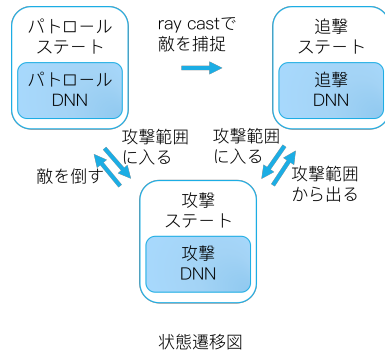 パトロール
ステート
パトロール
DNN
ray castで
敵を捕捉
追撃
ステート
追撃
DNN
攻撃範囲
に入る
敵を倒す
攻撃範囲
に入る
攻撃範囲
から出る
攻撃
ステート
攻撃
DNN
状態遷移図